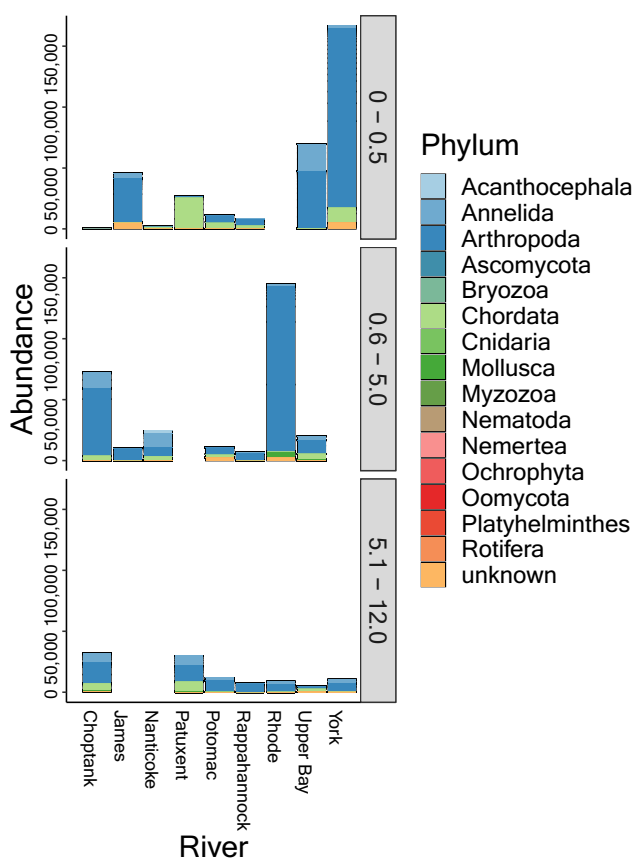 Abundance
150,000
100,000
50,000
0
0 – 0.5
150,000
100,000
50,000
0
0.6 – 5.0
150,000
100,000
50,000
0
5.1 – 12.0
Choptank
James
Nanticoke
Patuxent
Potomac
Rappahannock
Rhode
Upper Bay
York
River
Phylum
Acanthocephala
Annelida
Arthropoda
Ascomycota
Bryozoa
Chordata
Cnidaria
Mollusca
Myzozoa
Nematoda
Nemertea
Ochrophyta
Oomycota
Platyhelminthes
Rotifera
unknown